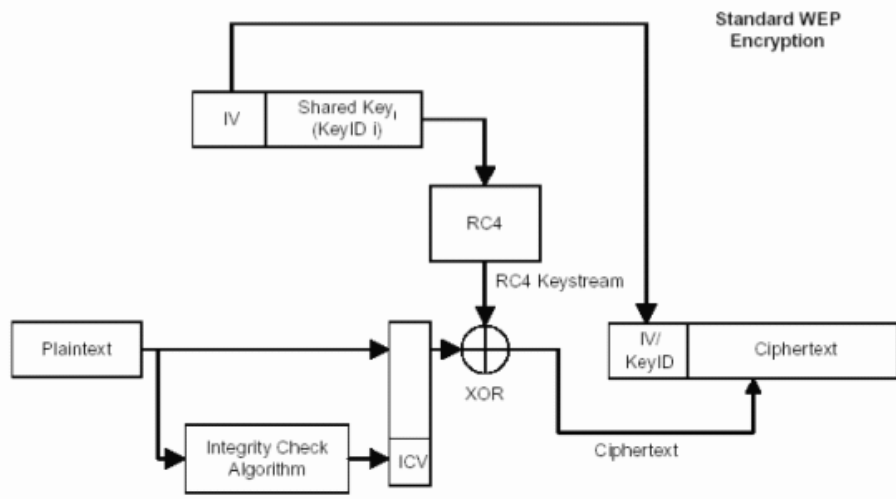 Standard WEP
Encryption
IV
Shared Keyi
(KeyID i)
RC4
RC4 Keystream
Plaintext
IV/
KeyID
Ciphertext
XOR
Integrity Check
Algorithm
ICV
Ciphertext